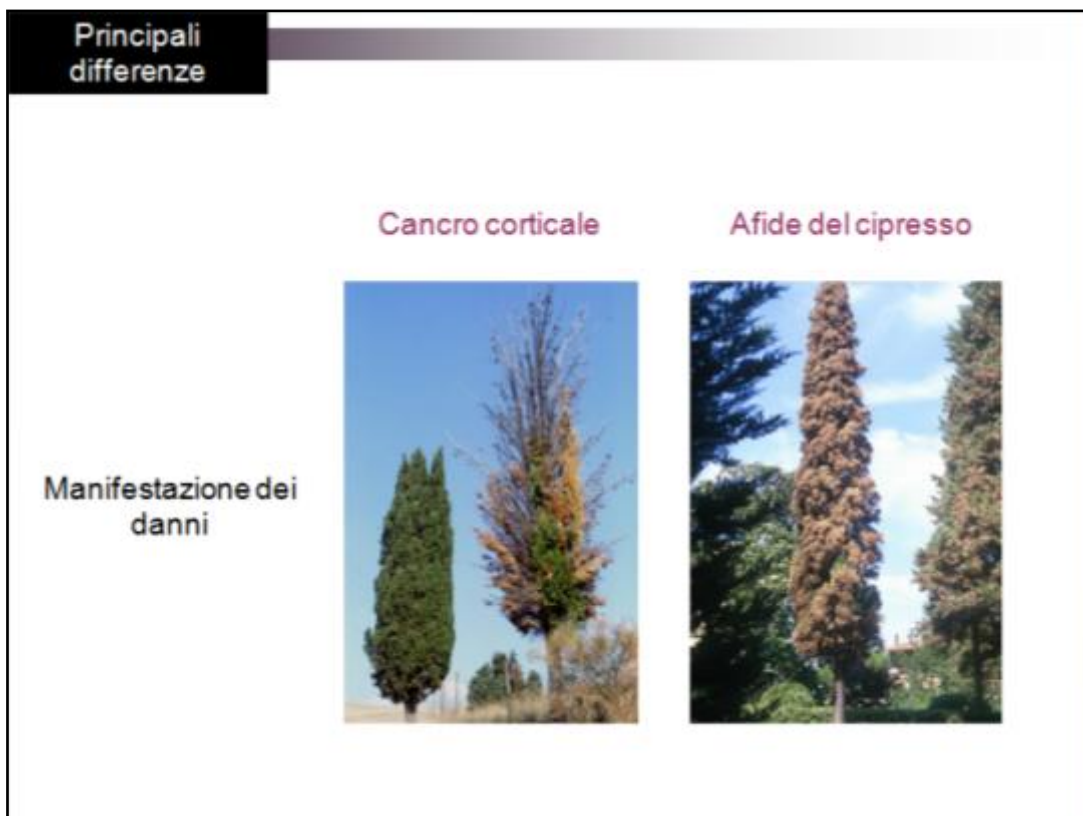 Principali
differenze
Cancro corticale
Afide del cipresso
Manifestazione dei
danni